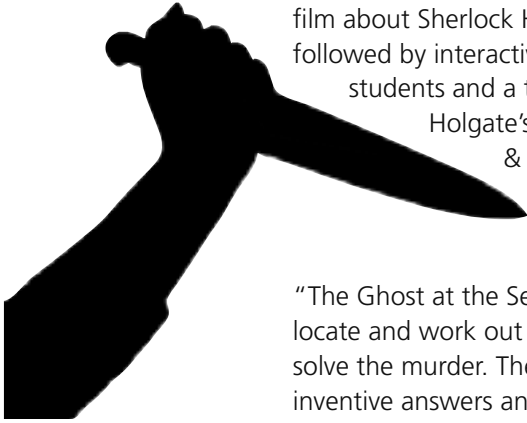 film about Sherlock H
followed by interactiv
students and a t
Holgate’s
&
“The Ghost at the Se
locate and work out
solve the murder. The
inventive answers an